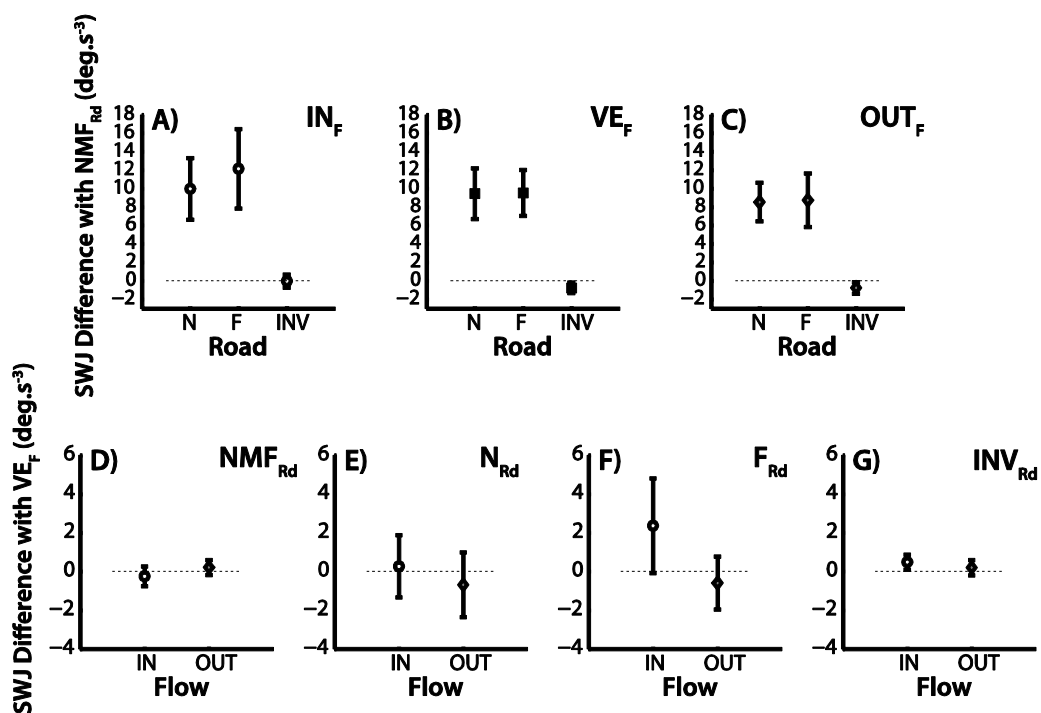 SWJ Difference with NMF_Rd (deg.s⁻³)
A) IN_F
18
16
14
12
10
8
6
4
2
0
−2
N F INV
Road
B) VE_F
18
16
14
12
10
8
6
4
2
0
−2
N F INV
Road
C) OUT_F
18
16
14
12
10
8
6
4
2
0
−2
N F INV
Road
SWJ Difference with VE_F (deg.s⁻³)
D) NMF_Rd
6
4
2
0
−2
−4
IN OUT
Flow
E) N_Rd
6
4
2
0
−2
−4
IN OUT
Flow
F) F_Rd
6
4
2
0
−2
−4
IN OUT
Flow
G) INV_Rd
6
4
2
0
−2
−4
IN OUT
Flow